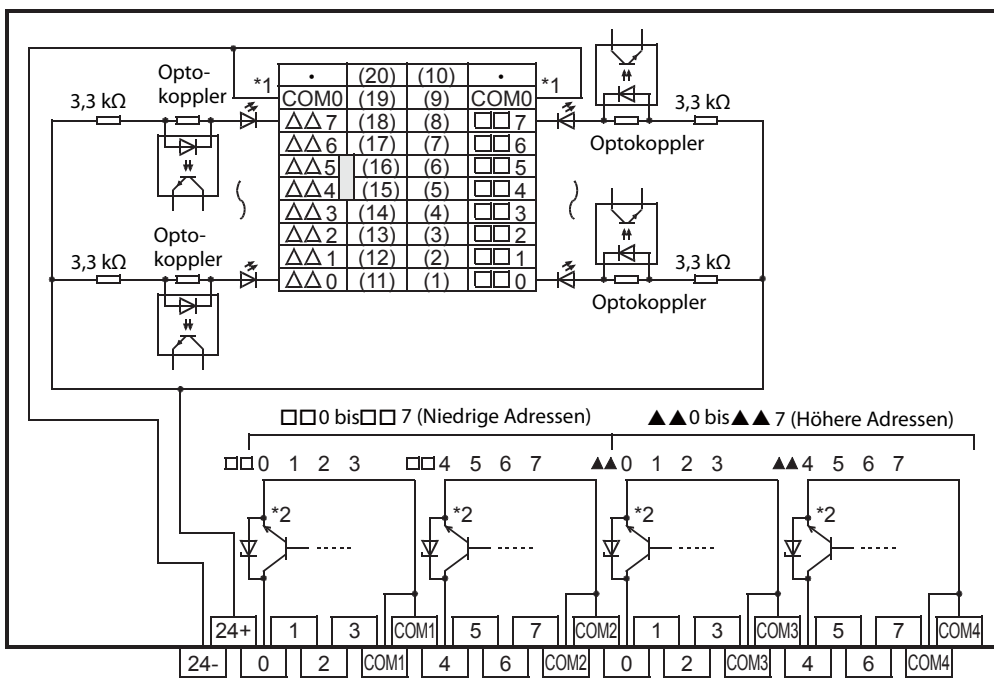 Opto-
koppler
*1
• (20) (10) •
*1
3,3 kΩ
COM0 (19) (9) COM0
3,3 kΩ
△△7 (18) (8) □□7
Optokoppler
△△6 (17) (7) □□6
△△5 (16) (6) □□5
△△4 (15) (5) □□4
△△3 (14) (4) □□3
Opto-
koppler
△△2 (13) (3) □□2
3,3 kΩ
△△1 (12) (2) □□1
3,3 kΩ
△△0 (11) (1) □□0
Optokoppler
□□0 bis□□ 7 (Niedrige Adressen)
▲▲0 bis▲▲ 7 (Höhere Adressen)
□□0 1 2 3 □□4 5 6 7 ▲▲0 1 2 3 ▲▲4 5 6 7
*2 *2 *2 *2
24+ 1 3 COM1 5 7 COM2 1 3 COM3 5 7 COM4
24- 0 2 COM1 4 6 COM2 0 2 COM3 4 6 COM4